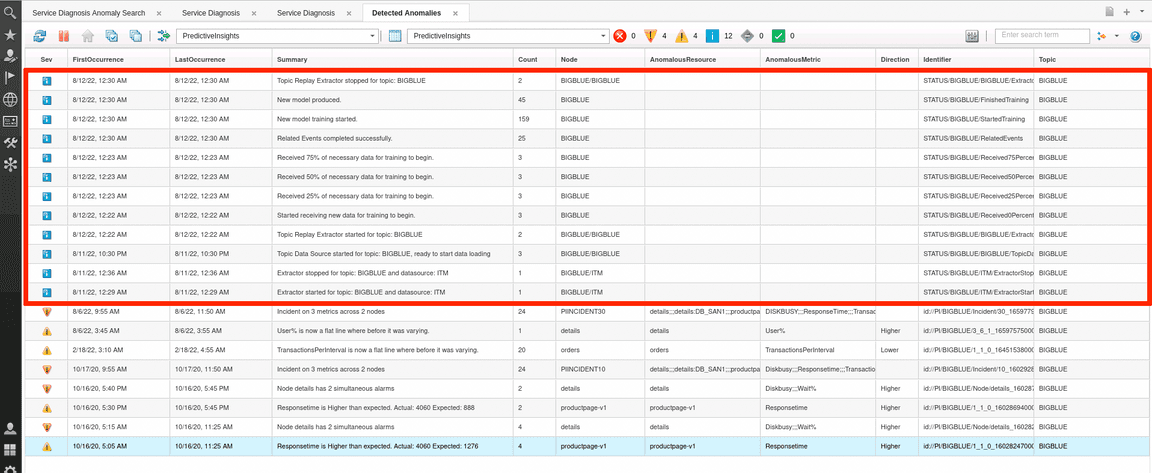 Service Diagnosis Anomaly Search Service Diagnosis Service Diagnosis Detected Anomalies
PredictiveInsights PredictiveInsights 0 4 4 12 0 0 Enter search term
Sev FirstOccurrence LastOccurrence Summary Count Node AnomalousResource AnomalousMetric Direction Identifier Topic
8/12/22, 12:30 AM 8/12/22, 12:30 AM Topic Replay Extractor stopped for topic: BIGBLUE 2 BIGBLUE/BIGBLUE STATUS/BIGBLUE/BIGBLUE/Extracto BIGBLUE
8/12/22, 12:30 AM 8/12/22, 12:30 AM New model produced. 45 BIGBLUE STATUS/BIGBLUE/FinishedTraining BIGBLUE
8/12/22, 12:30 AM 8/12/22, 12:30 AM New model training started. 159 BIGBLUE STATUS/BIGBLUE/StartedTraining BIGBLUE
8/12/22, 12:30 AM 8/12/22, 12:30 AM Related Events completed successfully. 25 BIGBLUE STATUS/BIGBLUE/RelatedEvents BIGBLUE
8/12/22, 12:23 AM 8/12/22, 12:23 AM Received 75% of necessary data for training to begin. 3 BIGBLUE STATUS/BIGBLUE/Received75Percen BIGBLUE
8/12/22, 12:23 AM 8/12/22, 12:23 AM Received 50% of necessary data for training to begin. 3 BIGBLUE STATUS/BIGBLUE/Received50Percen BIGBLUE
8/12/22, 12:23 AM 8/12/22, 12:23 AM Received 25% of necessary data for training to begin. 3 BIGBLUE STATUS/BIGBLUE/Received25Percen BIGBLUE
8/12/22, 12:22 AM 8/12/22, 12:22 AM Started receiving new data for training to begin. 3 BIGBLUE STATUS/BIGBLUE/Received0Percent BIGBLUE
8/12/22, 12:22 AM 8/12/22, 12:22 AM Topic Replay Extractor started for topic: BIGBLUE 2 BIGBLUE/BIGBLUE STATUS/BIGBLUE/BIGBLUE/Extracto BIGBLUE
8/11/22, 10:30 PM 8/11/22, 10:30 PM Topic Data Source started for topic: BIGBLUE, ready to start data loading 3 BIGBLUE/BIGBLUE STATUS/BIGBLUE/BIGBLUE/TopicDa BIGBLUE
8/11/22, 12:36 AM 8/11/22, 12:36 AM Extractor stopped for topic: BIGBLUE and datasource: ITM 1 BIGBLUE/ITM STATUS/BIGBLUE/ITM/ExtractorStop BIGBLUE
8/11/22, 12:29 AM 8/11/22, 12:29 AM Extractor started for topic: BIGBLUE and datasource: ITM 1 BIGBLUE/ITM STATUS/BIGBLUE/ITM/ExtractorStar BIGBLUE
8/6/22, 9:55 AM 8/6/22, 11:50 AM Incident on 3 metrics across 2 nodes 24 PIINCIDENT30 details;;;details:DB_SAN1;;;productpa DISKBUSY;;;ResponseTime;;;Transac id://PI/BIGBLUE/Incident/30_1659779 BIGBLUE
8/6/22, 3:45 AM 8/6/22, 3:55 AM User% is now a flat line where before it was varying. 1 details details User% Higher id://PI/BIGBLUE/3_6_1_1659757500 BIGBLUE
2/18/22, 3:10 AM 2/18/22, 4:55 AM TransactionsPerInterval is now a flat line where before it was varying. 20 orders orders TransactionsPerInterval Lower id://PI/BIGBLUE/1_1_0_1645153800 BIGBLUE
10/17/20, 9:55 AM 10/17/20, 11:50 AM Incident on 3 metrics across 2 nodes 24 PIINCIDENT10 details;;;details:DB_SAN1;;;productpa Diskbusy;;;Responsetime;;;Transactio id://PI/BIGBLUE/Incident/10_1602928 BIGBLUE
10/16/20, 5:40 PM 10/16/20, 5:45 PM Node details has 2 simultaneous alarms 2 details Diskbusy;;;Wait% Higher id://PI/BIGBLUE/Node/details_160287 BIGBLUE
10/16/20, 5:30 PM 10/16/20, 5:45 PM Responsetime is Higher than expected. Actual: 4060 Expected: 888 2 productpage-v1 productpage-v1 Responsetime Higher id://PI/BIGBLUE/1_1_0_1602869400 BIGBLUE
10/16/20, 5:15 AM 10/16/20, 11:25 AM Node details has 2 simultaneous alarms 4 details Diskbusy;;;Wait% Higher id://PI/BIGBLUE/Node/details_160282 BIGBLUE
10/16/20, 5:05 AM 10/16/20, 11:25 AM Responsetime is Higher than expected. Actual: 4060 Expected: 1276 4 productpage-v1 productpage-v1 Responsetime Higher id://PI/BIGBLUE/1_1_0_1602824700 BIGBLUE